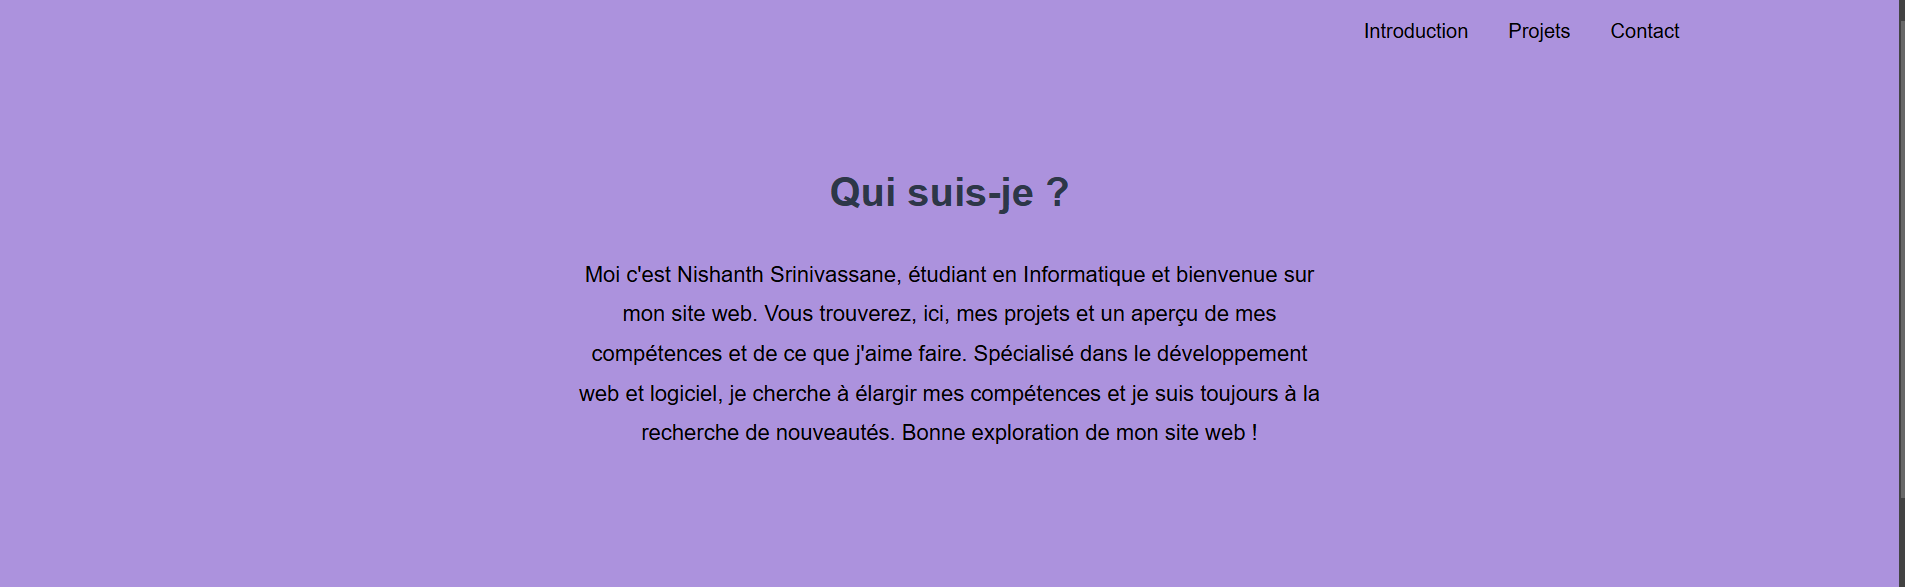 Introduction Projets Contact
Qui suis-je ?
Moi c'est Nishanth Srinivassane, étudiant en Informatique et bienvenue sur
mon site web. Vous trouverez, ici, mes projets et un aperçu de mes
compétences et de ce que j'aime faire. Spécialisé dans le développement
web et logiciel, je cherche à élargir mes compétences et je suis toujours à la
recherche de nouveautés. Bonne exploration de mon site web !